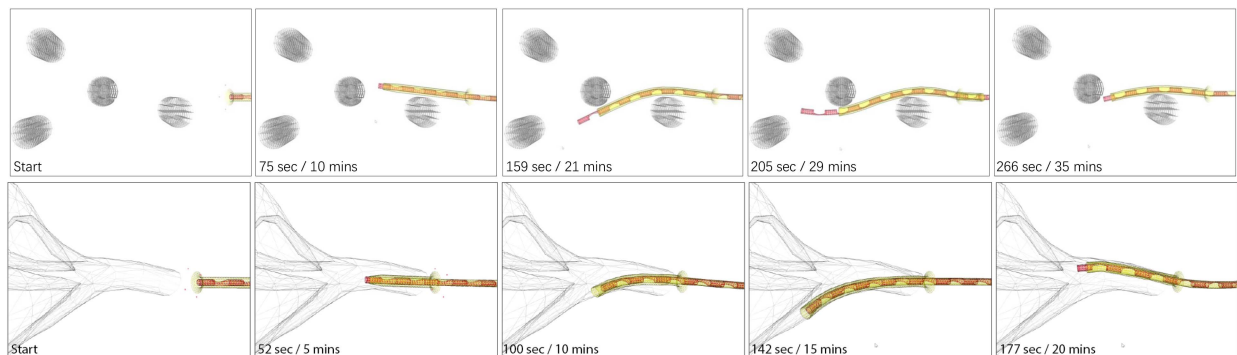 Start
75 sec / 10 mins
159 sec / 21 mins
205 sec / 29 mins
266 sec / 35 mins
Start
52 sec / 5 mins
100 sec / 10 mins
142 sec / 15 mins
177 sec / 20 mins